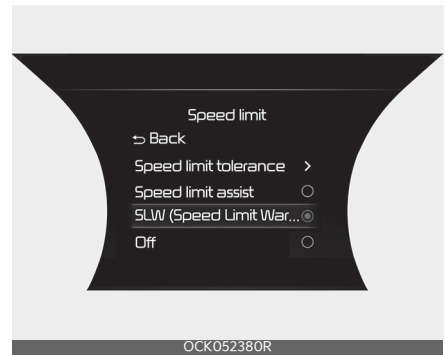 Speed limit
Back
Speed limit tolerance >
Speed limit assist
SLW (Speed Limit War...
Off
OCK052380R